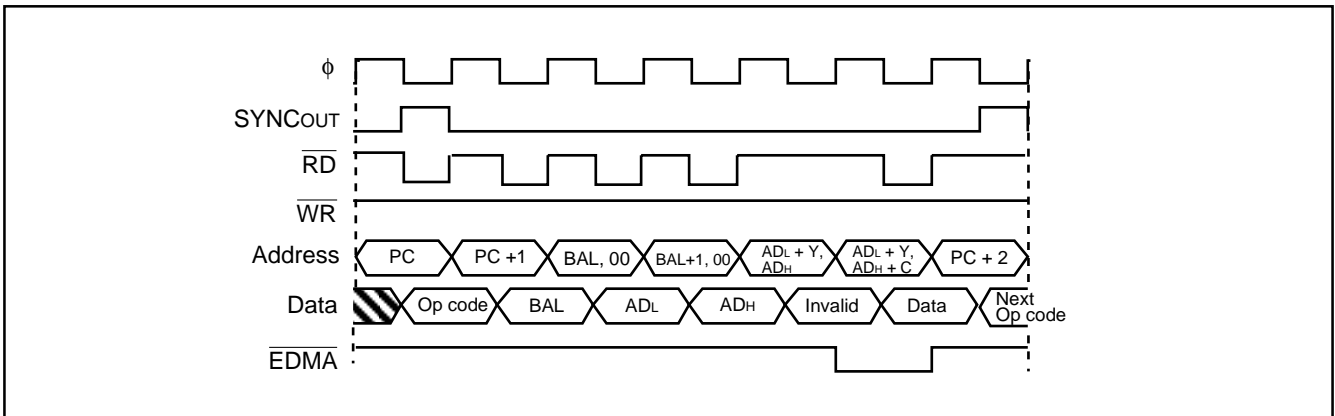 φ
SYNCOUT
RD
WR
Address PC PC +1 BAL, 00 BAL+1, 00 ADL + Y, ADH ADL + Y, ADH + C PC + 2
Data Op code BAL ADL ADH Invalid Data Next Op code
EDMA